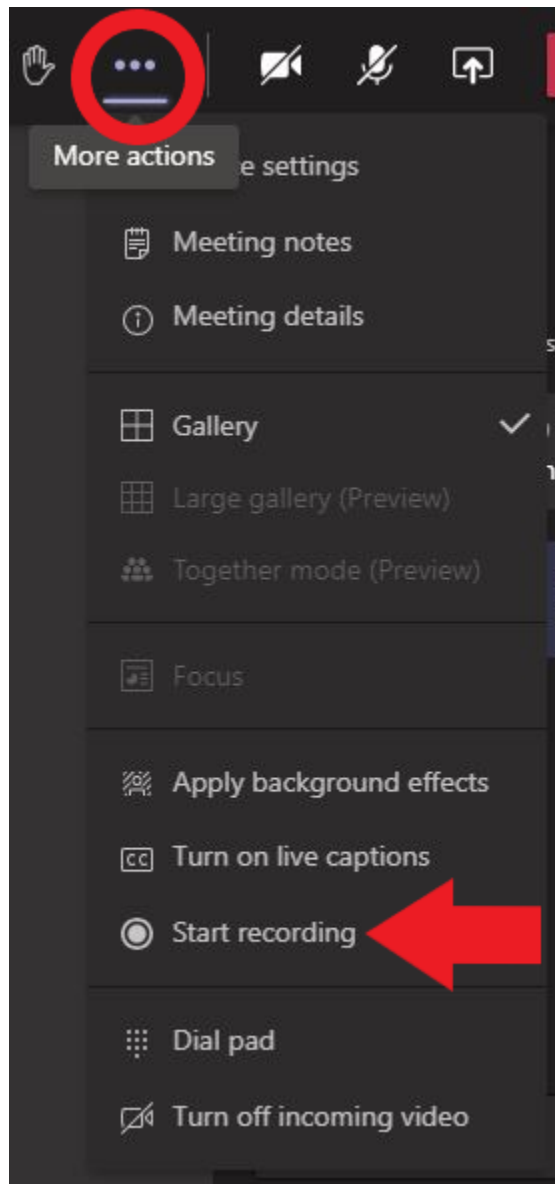 More actions
e settings
Meeting notes
Meeting details
Gallery
Large gallery (Preview)
Together mode (Preview)
Focus
Apply background effects
CC
Turn on live captions
Start recording
Dial pad
Turn off incoming video